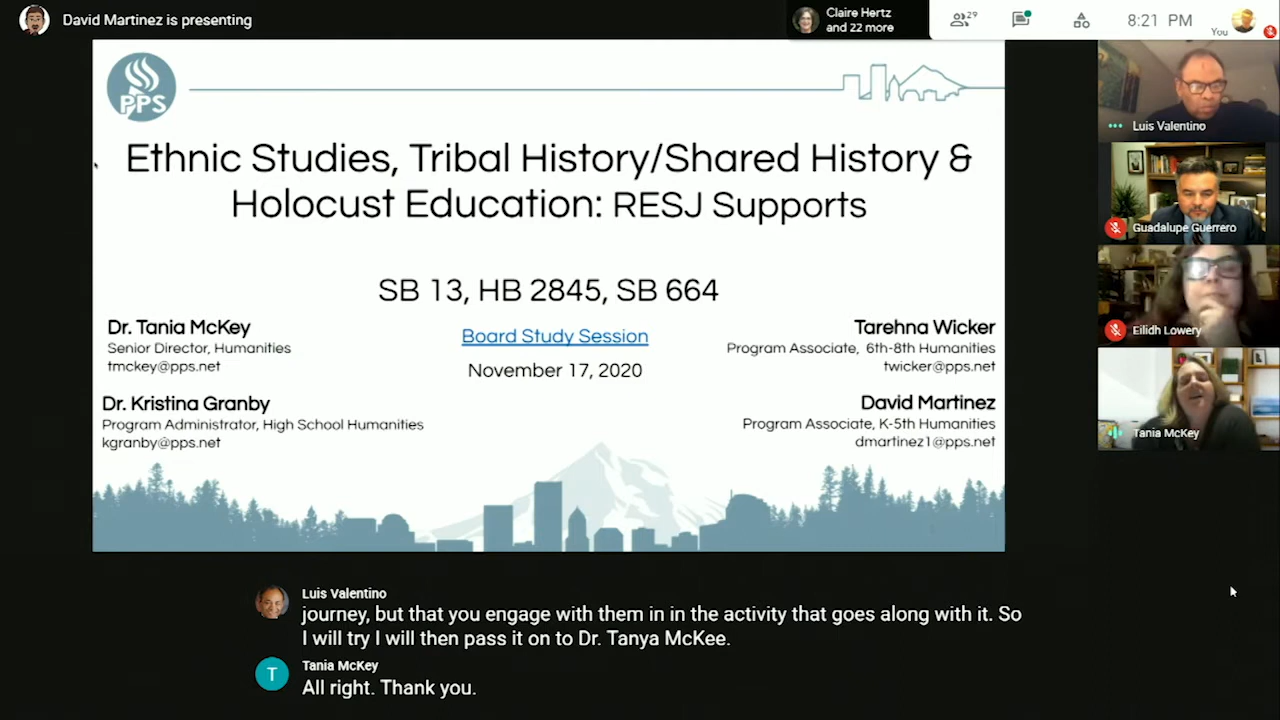 David Martinez is presenting
Claire Hertz
and 22 more
29
8:21 PM
You
PPS
Ethnic Studies, Tribal History/Shared History &
Holocust Education: RESJ Supports
SB 13, HB 2845, SB 664
Dr. Tania McKey
Senior Director, Humanities
tmckey@pps.net
Dr. Kristina Granby
Program Administrator, High School Humanities
kgranby@pps.net
Board Study Session
November 17, 2020
Tarehna Wicker
Program Associate, 6th-8th Humanities
twicker@pps.net
David Martinez
Program Associate, K-5th Humanities
dmartinez1@pps.net
Luis Valentino
Guadalupe Guerrero
Eilidh Lowery
Tania McKey
Luis Valentino
journey, but that you engage with them in in the activity that goes along with it. So
I will try I will then pass it on to Dr. Tanya McKee.
T
Tania McKey
All right. Thank you.